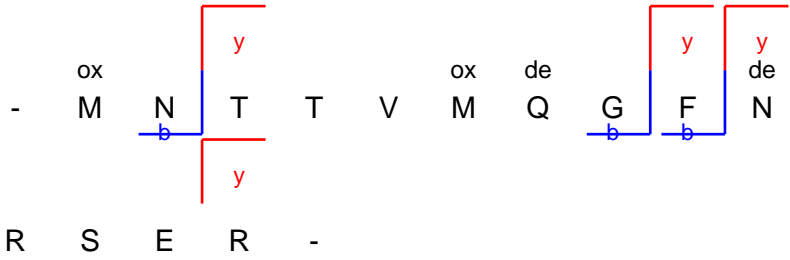 y y y
ox ox de de
- M N T T V M Q G F N
b b b
y
R S E R -